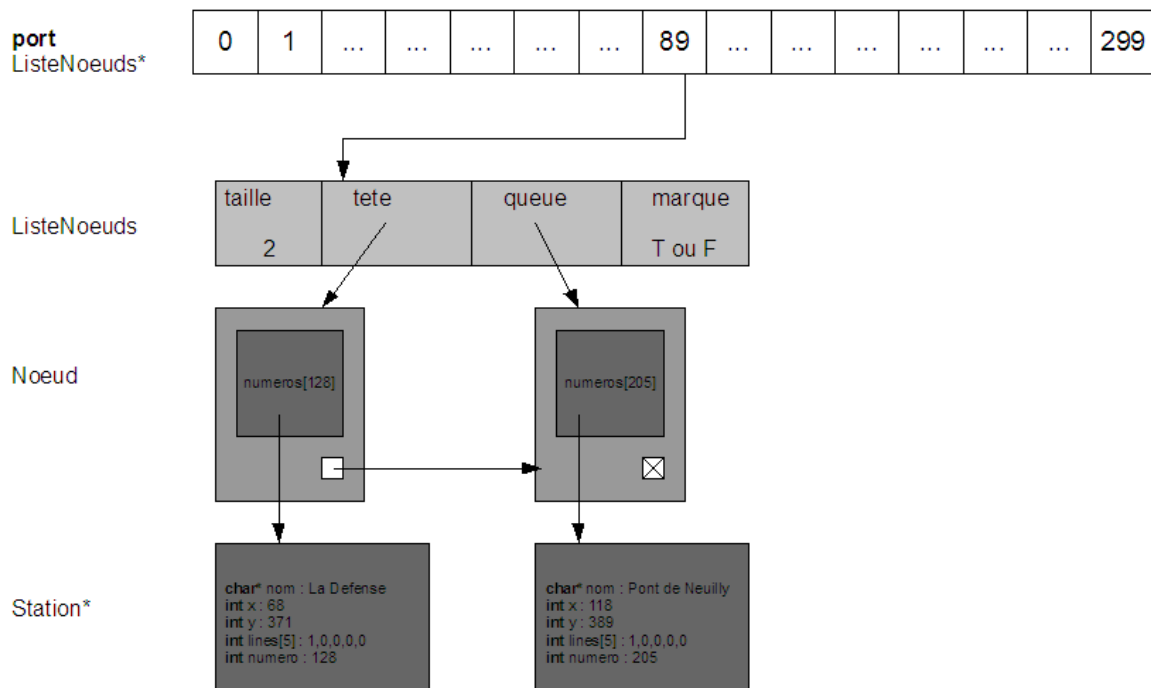 port
ListeNoeuds*
0 1 ... ... ... ... ... 89 ... ... ... ... ... ... 299
ListeNoeuds
taille tete queue marque
2 T ou F
Noeud
numeros[128] numeros[205]
Station*
char* nom : La Defense
int x : 68
int y : 371
int lines[5] : 1,0,0,0,0
int numero : 128
char* nom : Pont de Neuilly
int x : 118
int y : 389
int lines[5] : 1,0,0,0,0
int numero : 205